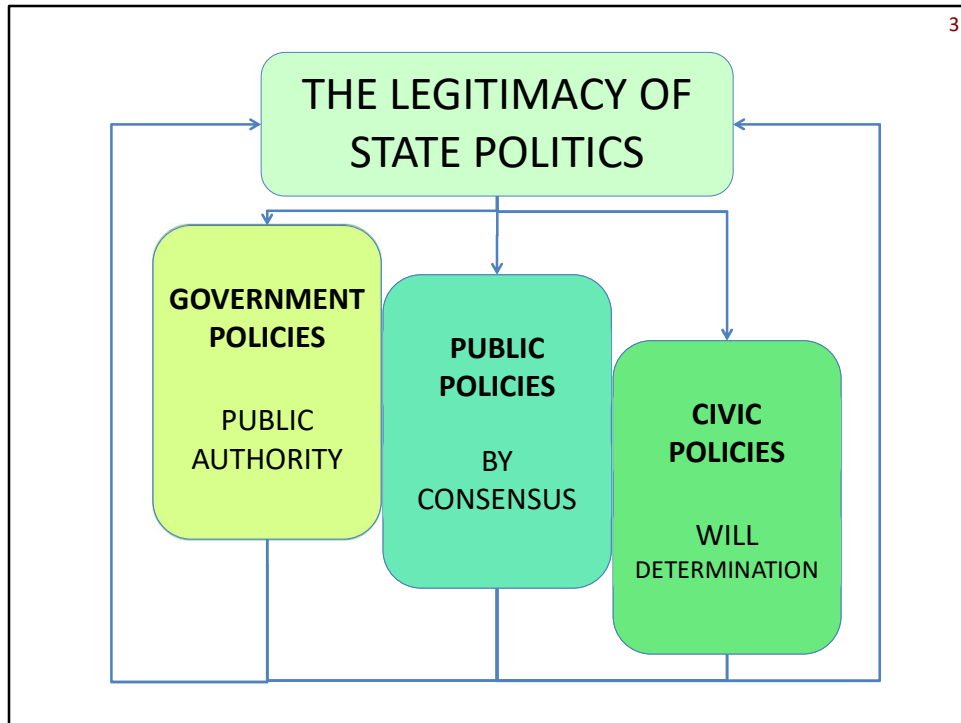 3
THE LEGITIMACY OF
STATE POLITICS
GOVERNMENT
POLICIES
PUBLIC
AUTHORITY
PUBLIC
POLICIES
BY
CONSENSUS
CIVIC
POLICIES
WILL
DETERMINATION